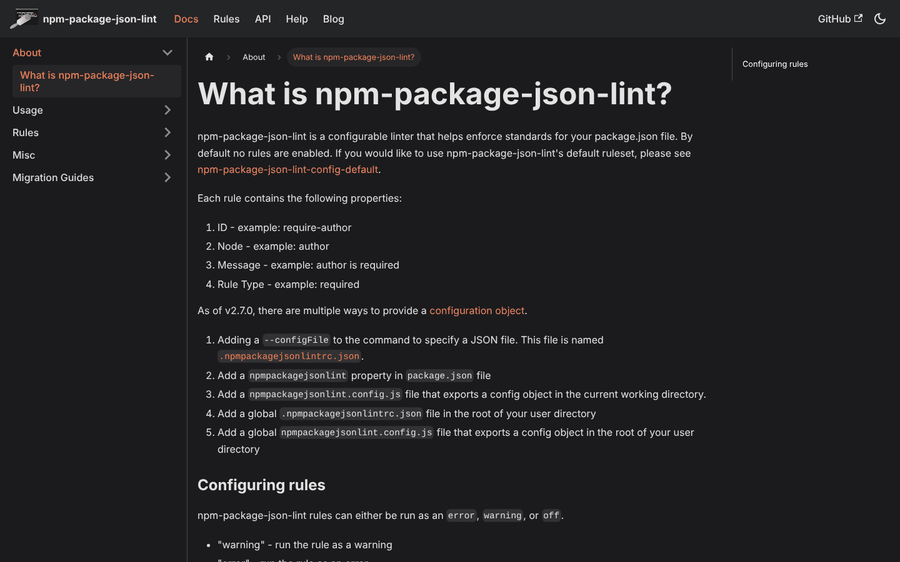 npm-package-json-lint
Docs
Rules
API
Help
Blog
GitHub
About
What is npm-package-json-
lint?
Usage
Rules
Misc
Migration Guides
About
What is npm-package-json-lint?
Configuring rules
What is npm-package-json-lint?
npm-package-json-lint is a configurable linter that helps enforce standards for your package.json file. By
default no rules are enabled. If you would like to use npm-package-json-lint's default ruleset, please see
npm-package-json-lint-config-default.
Each rule contains the following properties:
1. ID - example: require-author
2. Node - example: author
3. Message - example: author is required
4. Rule Type - example: required
As of v2.7.0, there are multiple ways to provide a configuration object.
1. Adding a --configFile to the command to specify a JSON file. This file is named
.npmpackagejsonlintrc.json.
2. Add a npmpackagejsonlint property in package.json file
3. Add a npmpackagejsonlint.config.js file that exports a config object in the current working directory.
4. Add a global .npmpackagejsonlintrc.json file in the root of your user directory
5. Add a global npmpackagejsonlint.config.js file that exports a config object in the root of your user
directory
Configuring rules
npm-package-json-lint rules can either be run as an error, warning, or off.
• "warning" - run the rule as a warning
• "error" - run the rule as an error